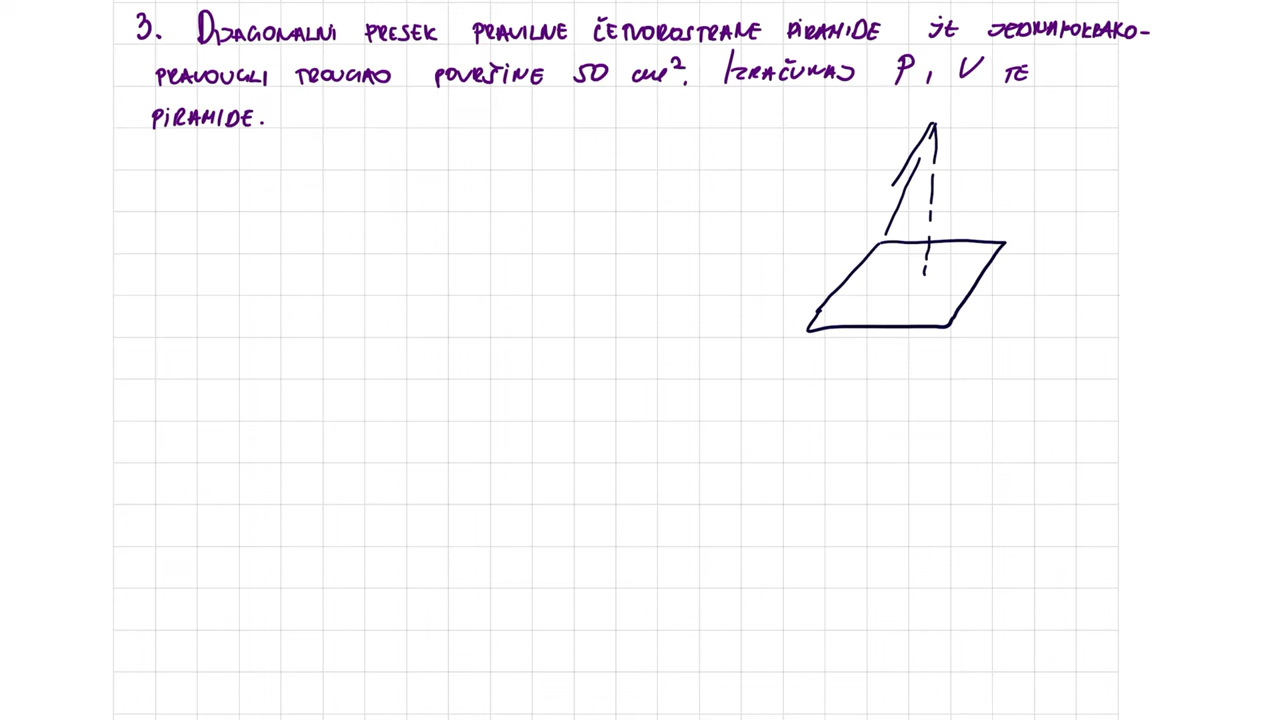 3. DIJAGONALNI PRESEK PRAVILNE ČETVOROSTRANE PIRAMIDE JE JEDNAKOKRAKO-
PRAVOUGLI TROUGAO POVRŠINE 50 cm². IZRAČUNAJ P i V TE
PIRAMIDE.